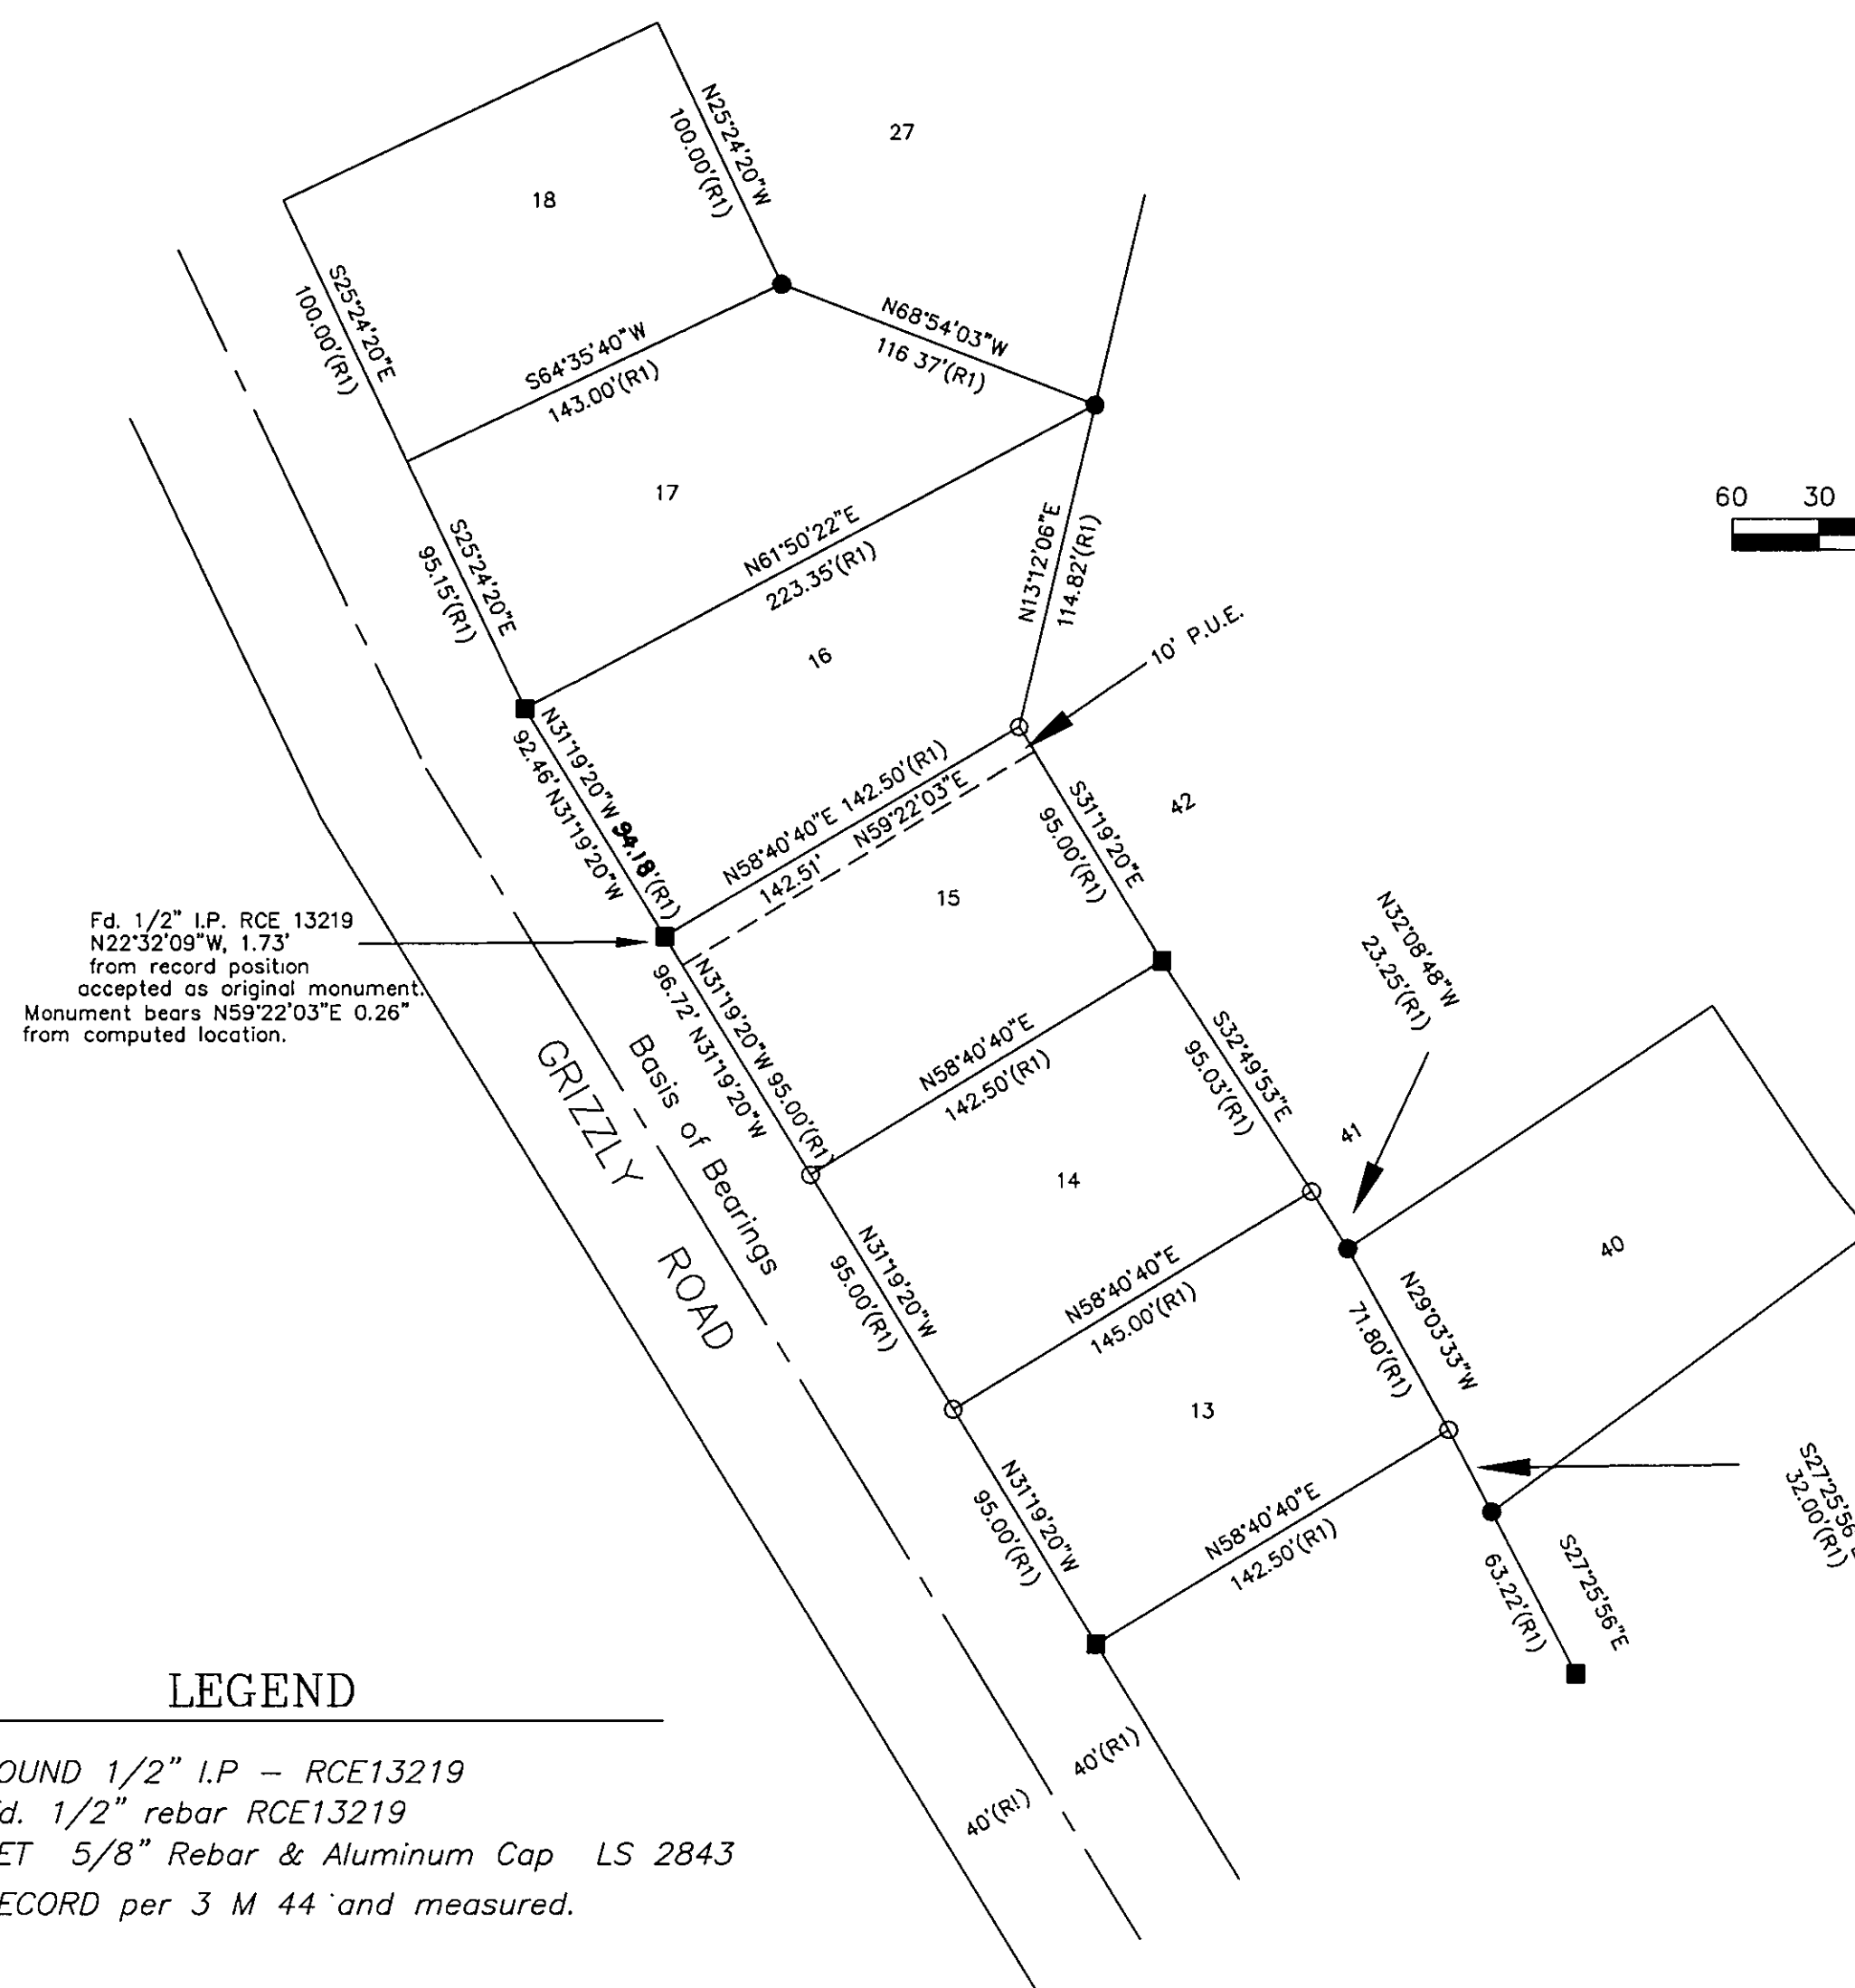 N25°24'20"W
100.00'(R1)
27
18
S25°24'20"E
100.00'(R1)
N68°54'03"W
116 37'(R1)
S64°35'40"W
143.00'(R1)
17
60 30
S25°24'20"E
95.15'(R1)
N61°50'22"E
223.35'(R1)
N13°12'06"E
114.82'(R1)
10' P.U.E.
16
N31°19'20"W 94.18'(R1)
92.46' N31°19'20"W
N58°40'40"E 142.50'(R1)
142.51' N59°22'03"E
S31°19'20"E
95.00'(R1)
42
15
Fd. 1/2" I.P. RCE 13219
N22°32'09"W, 1.73'
from record position
accepted as original monument.
Monument bears N59°22'03"E 0.26"
from computed location.
N31°19'20"W 95.00'(R1)
96.72' N31°19'20"W
N58°40'40"E
142.50'(R1)
N32°08'48"W
23.25'(R1)
S32°49'53"E
95.03'(R1)
41
GRIZZLY ROAD
Basis of Bearings
14
40
N31°19'20"W
95.00'(R1)
N58°40'40"E
145.00'(R1)
N29°03'33"W
71.80'(R1)
13
N31°19'20"W
95.00'(R1)
N58°40'40"E
142.50'(R1)
S27°25'56"E
32.00'(R1)
S27°25'56"E
63.22'(R1)
40'(R1)
40'(R!)
LEGEND
OUND 1/2" I.P – RCE13219
d. 1/2" rebar RCE13219
ET 5/8" Rebar & Aluminum Cap LS 2843
ECORD per 3 M 44 and measured.